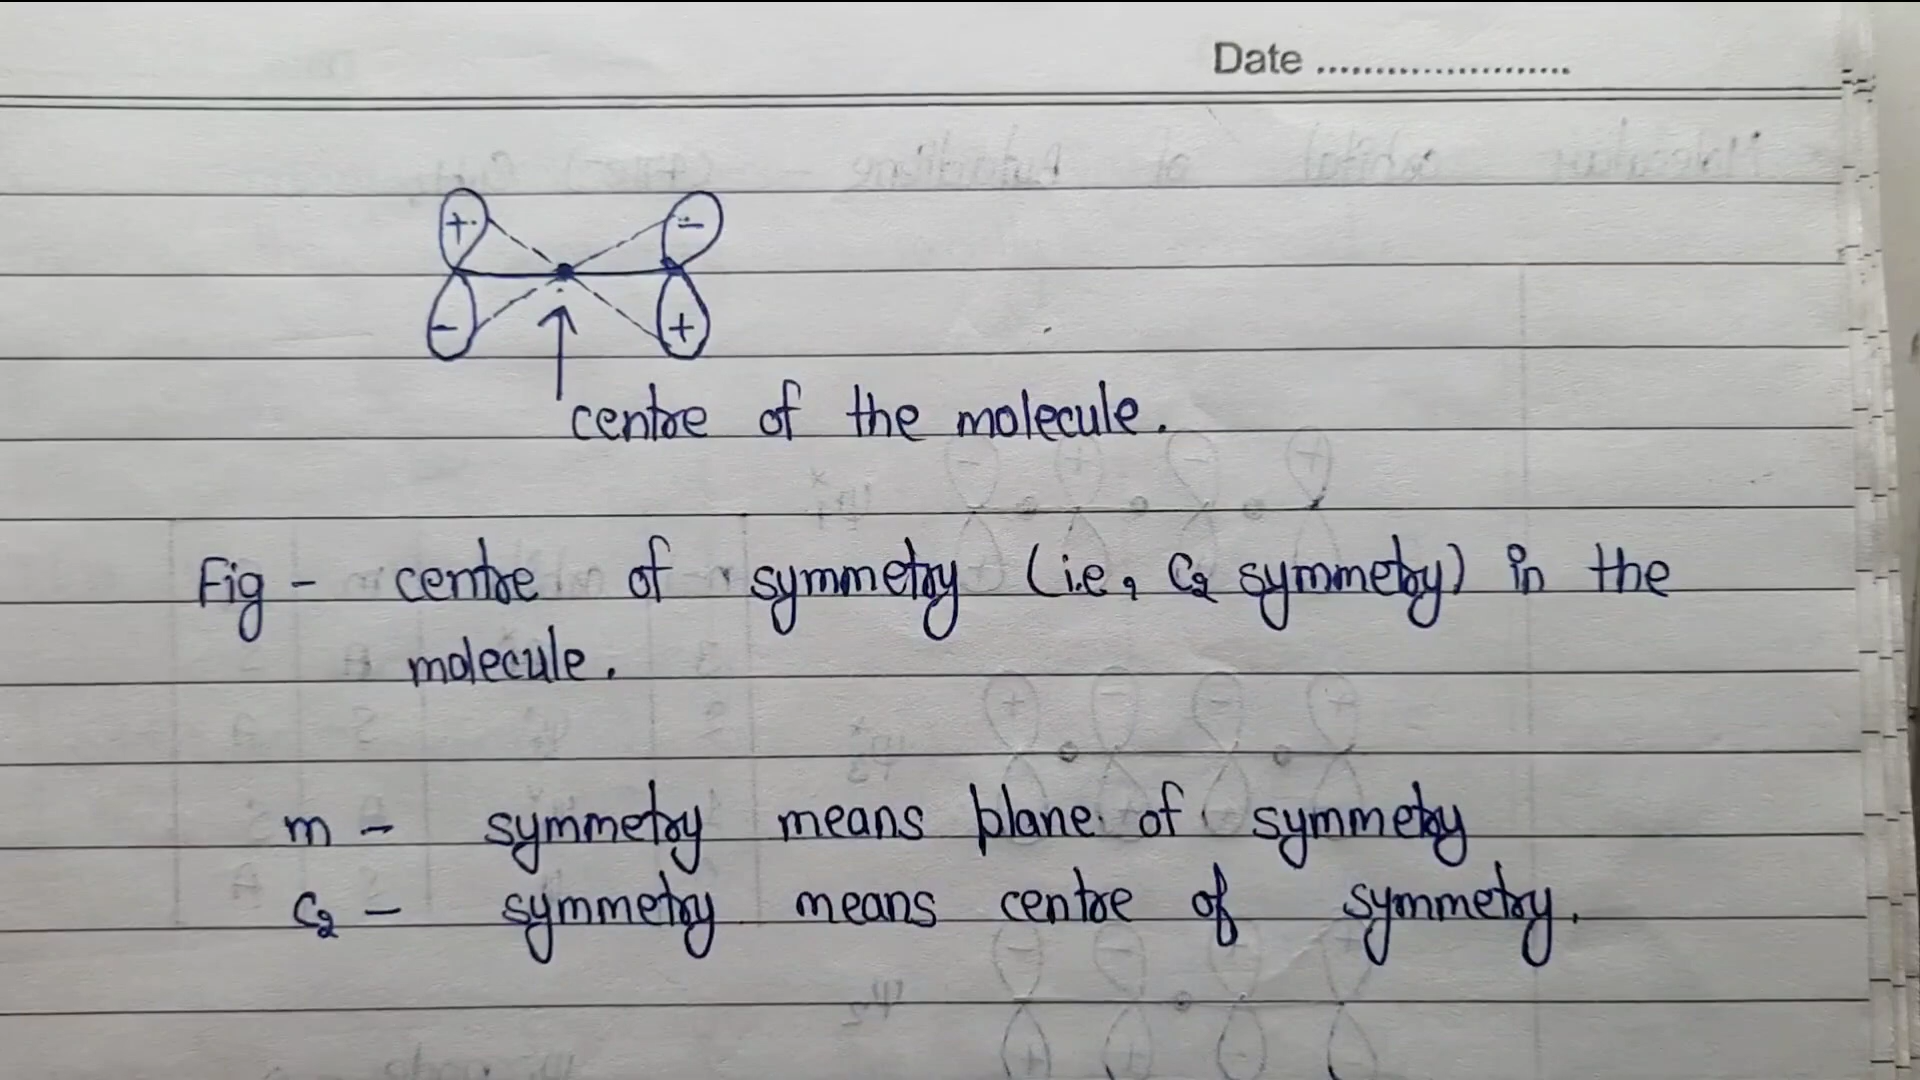 Date ........................
+ -
- +
centre of the molecule.
Fig - centre of symmetry (i.e, C2 symmetry) in the
molecule.
m - symmetry means plane of symmetry
C2 - symmetry means centre of symmetry.